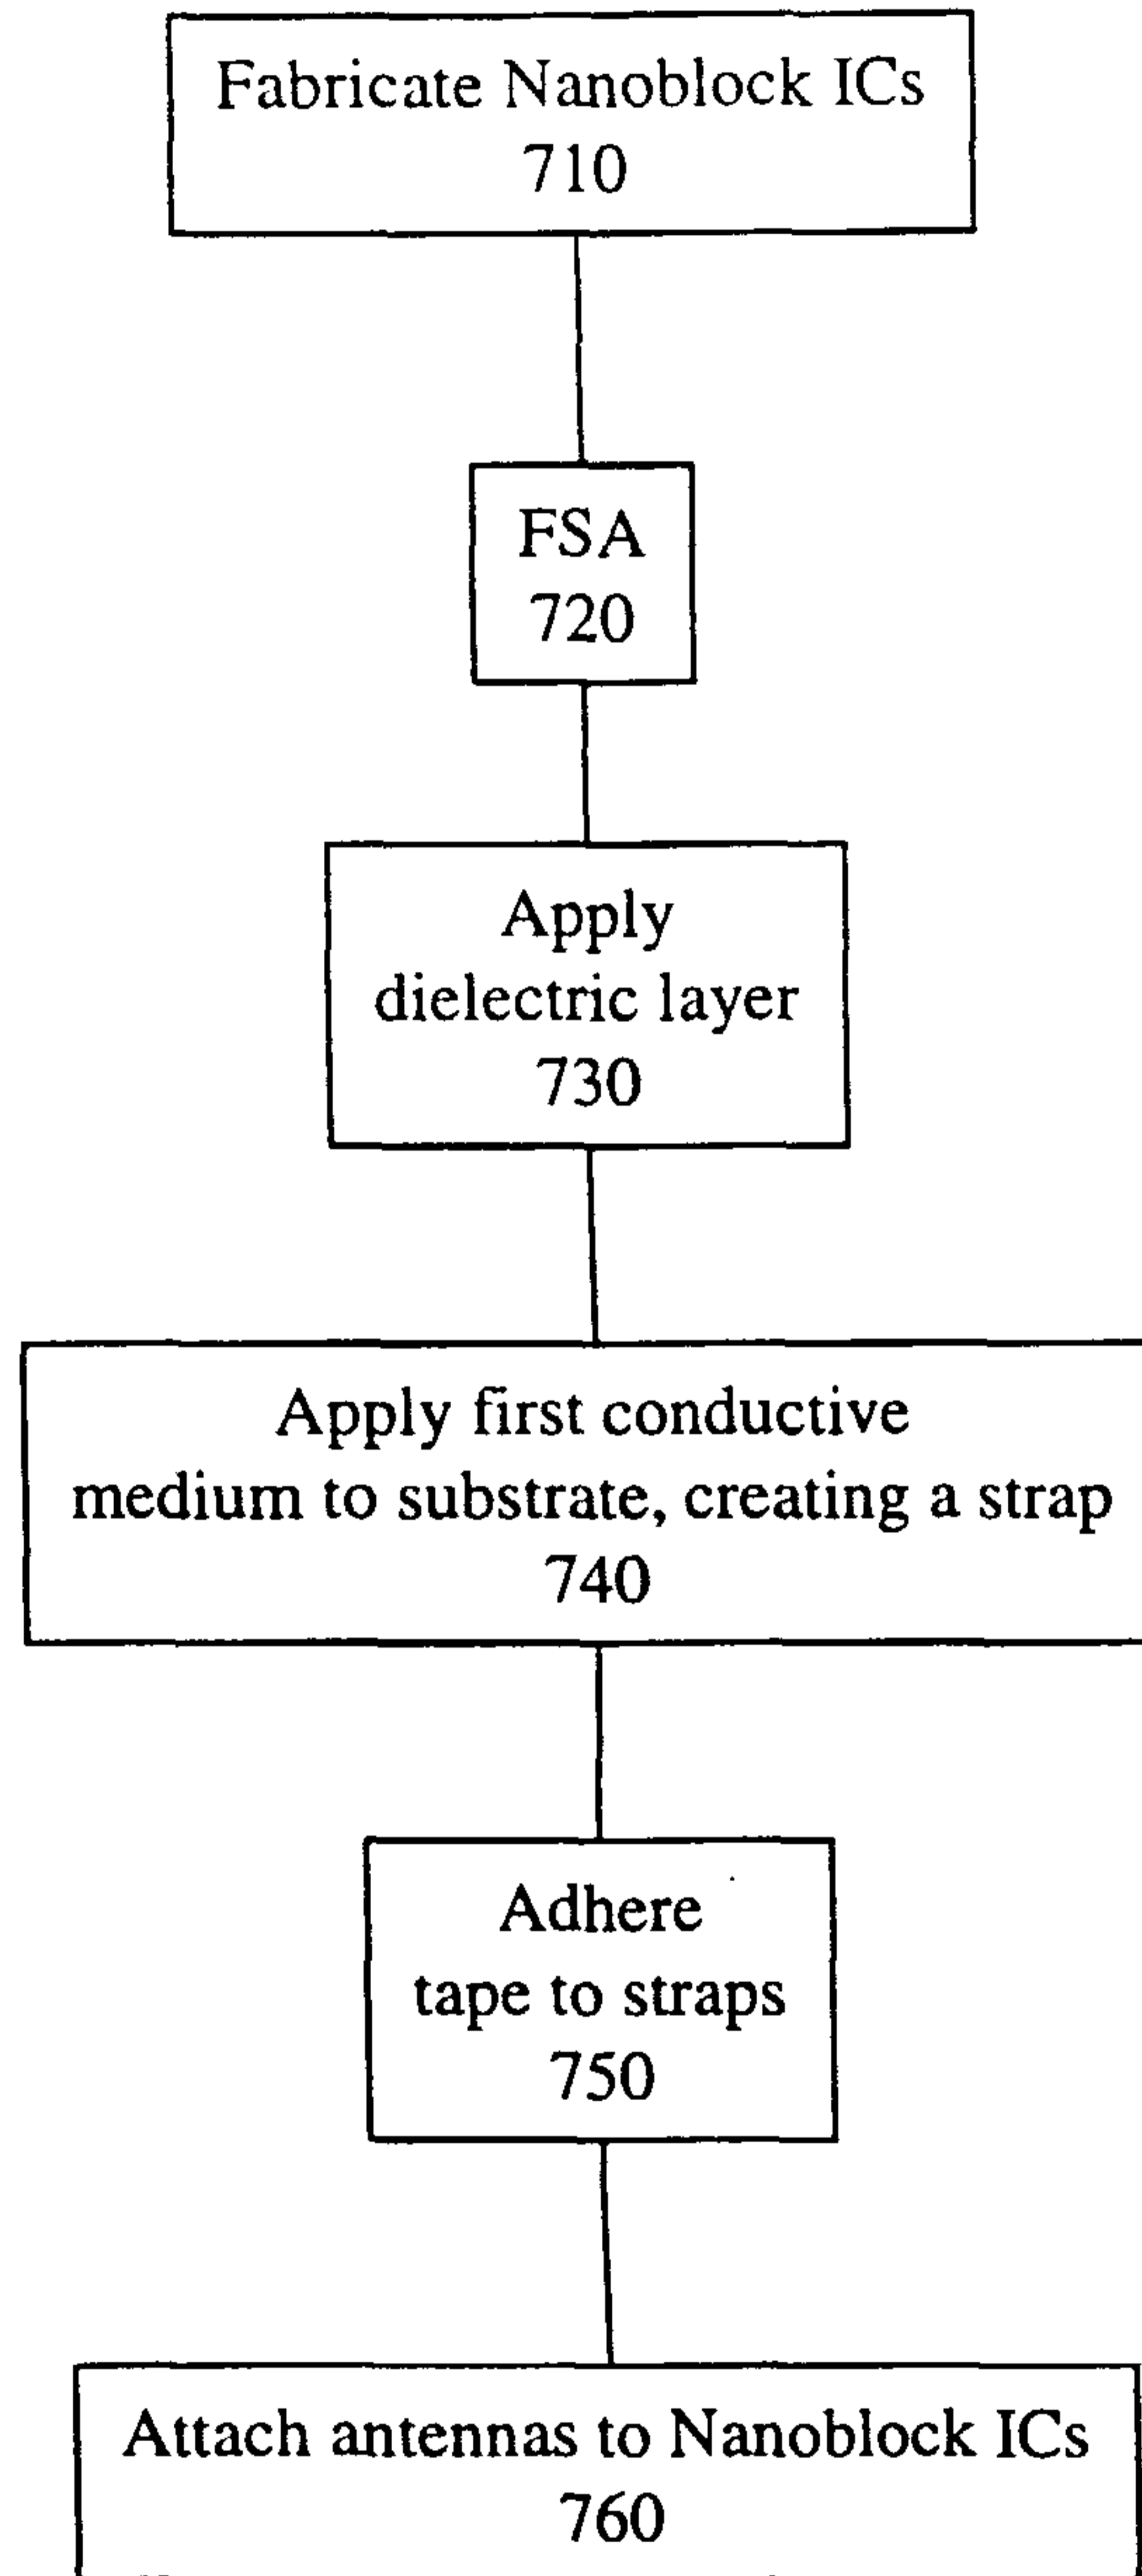 Fabricate Nanoblock ICs
710
FSA
720
Apply
dielectric layer
730
Apply first conductive
medium to substrate, creating a strap
740
Adhere
tape to straps
750
Attach antennas to Nanoblock ICs
760